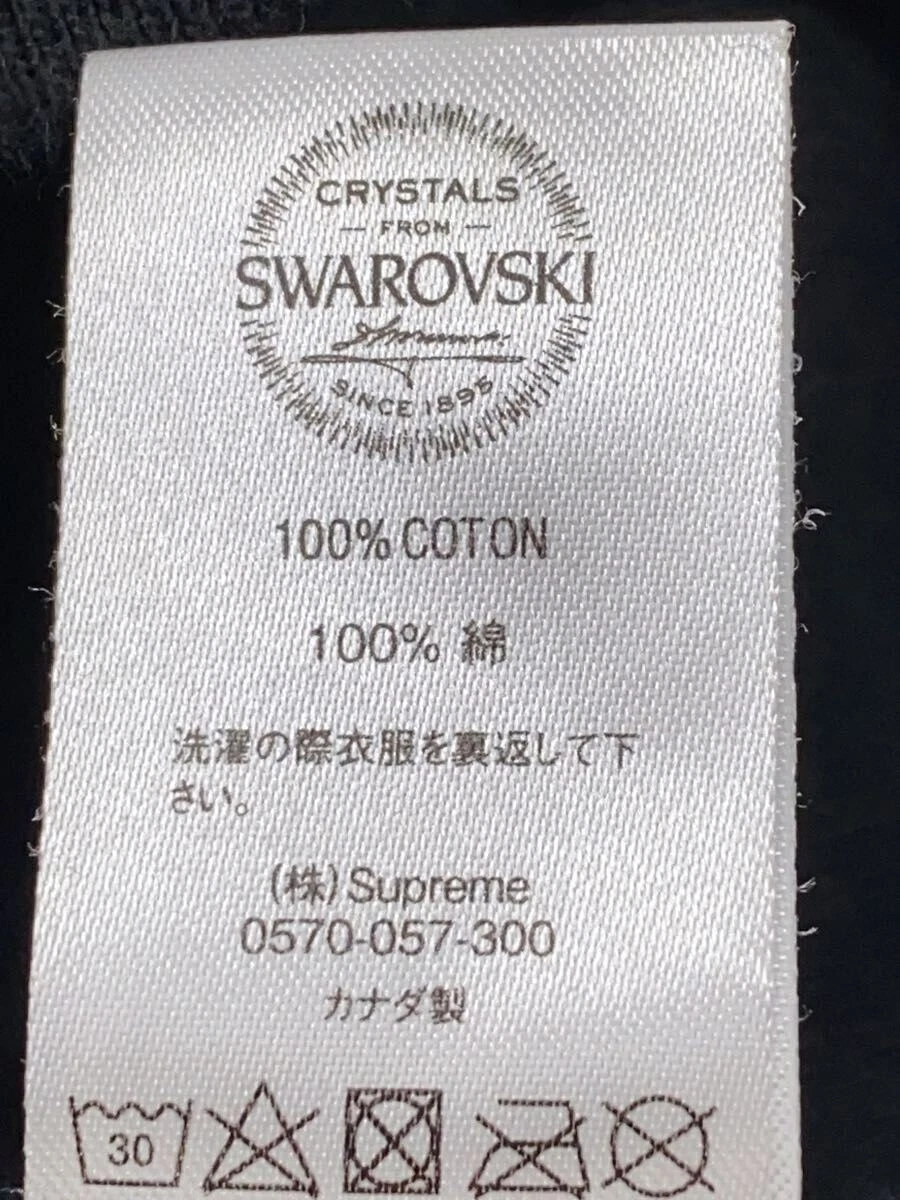 CRYSTALS
— FROM —
SWAROVSKI
SINCE 1895
100% COTON
100% 綿
洗濯の際衣服を裏返して下
さい。
(株) Supreme
0570-057-300
カナダ製
30